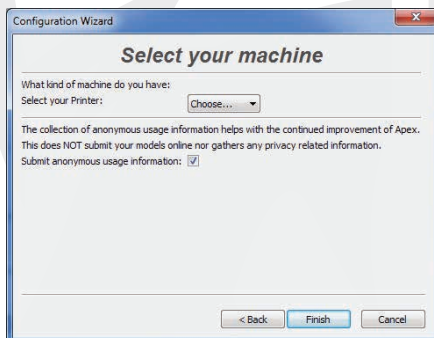 Configuration Wizard
Select your machine
What kind of machine do you have:
Select your Printer:
Choose...
The collection of anonymous usage information helps with the continued improvement of Apex.
This does NOT submit your models online nor gathers any privacy related information.
Submit anonymous usage information:
< Back
Finish
Cancel